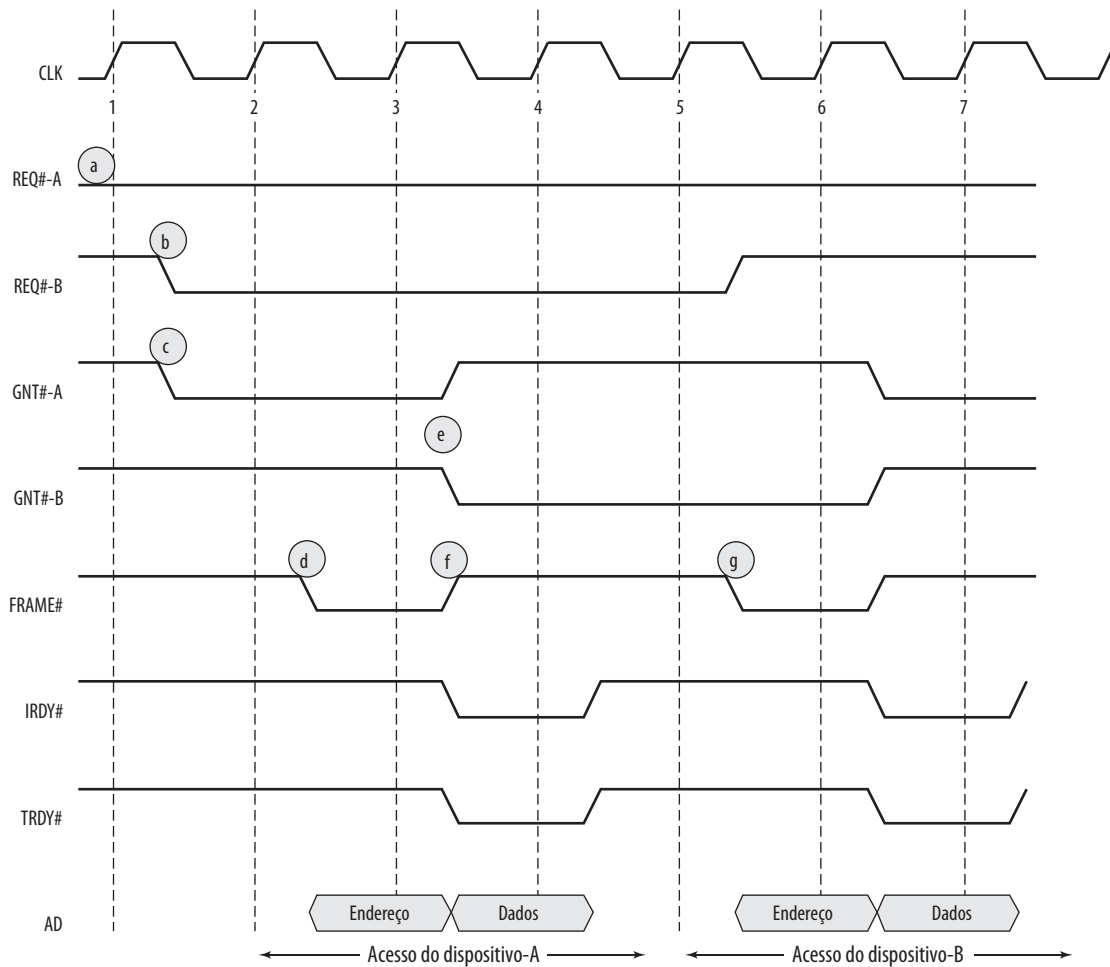 CLK
1 2 3 4 5 6 7
a
REQ#-A
b
REQ#-B
c
GNT#-A
e
GNT#-B
d f g
FRAME#
IRDY#
TRDY#
AD Endereço Dados Endereço Dados
Acesso do dispositivo-A Acesso do dispositivo-B